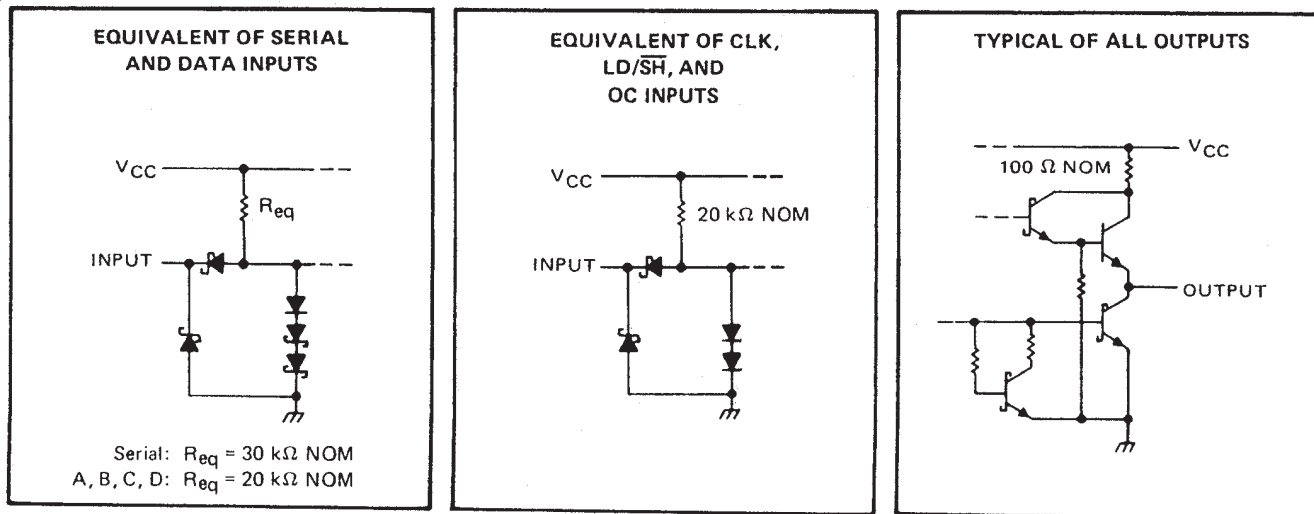 EQUIVALENT OF SERIAL
AND DATA INPUTS
VCC
Req
INPUT
Serial: Req = 30 kΩ NOM
A, B, C, D: Req = 20 kΩ NOM
EQUIVALENT OF CLK,
LD/S̅H̅, AND
OC INPUTS
VCC
20 kΩ NOM
INPUT
TYPICAL OF ALL OUTPUTS
VCC
100 Ω NOM
OUTPUT